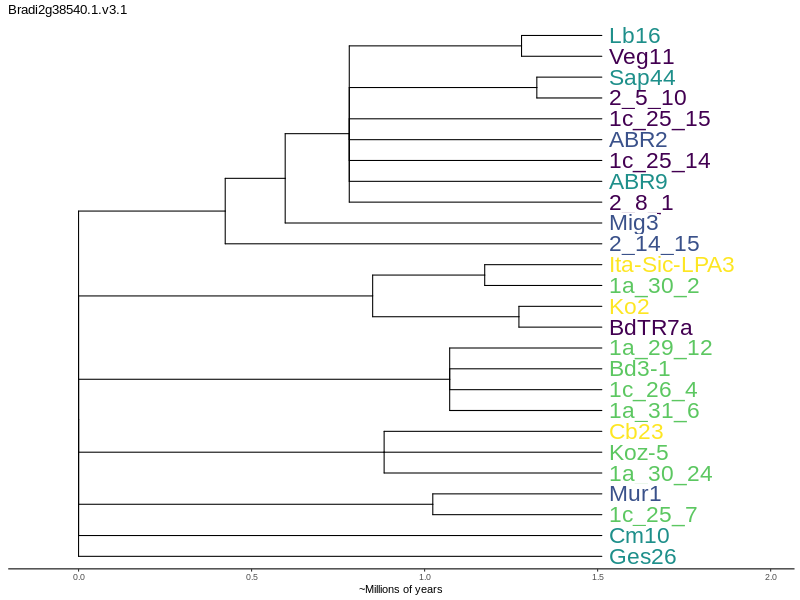 Bradi2g38540.1.v3.1
Lb16
Veg11
Sap44
2_5_10
1c_25_15
ABR2
1c_25_14
ABR9
2_8_1
Mig3
2_14_15
Ita-Sic-LPA3
1a_30_2
Ko2
BdTR7a
1a_29_12
Bd3-1
1c_26_4
1a_31_6
Cb23
Koz-5
1a_30_24
Mur1
1c_25_7
Cm10
Ges26
0.0 0.5 1.0 1.5 2.0
~Millions of years